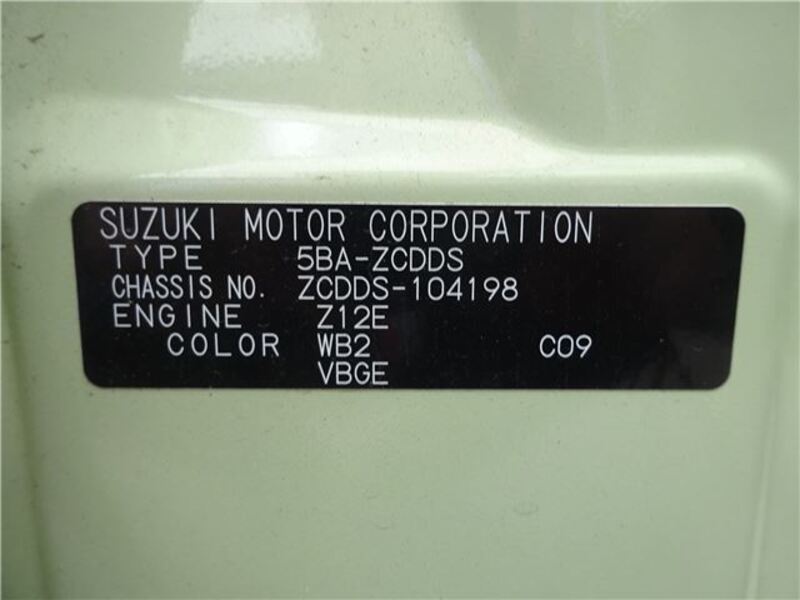 SUZUKI MOTOR CORPORATION
TYPE 5BA-ZCDDS
CHASSIS NO. ZCDDS-104198
ENGINE Z12E
COLOR WB2 C09
VBGE